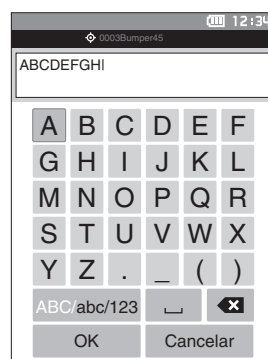 12:34
0003Bumper45
ABCDEFGHI
A B C D E F
G H I J K L
M N O P Q R
S T U V W X
Y Z . _ ( )
ABC/abc/123
OK Cancelar